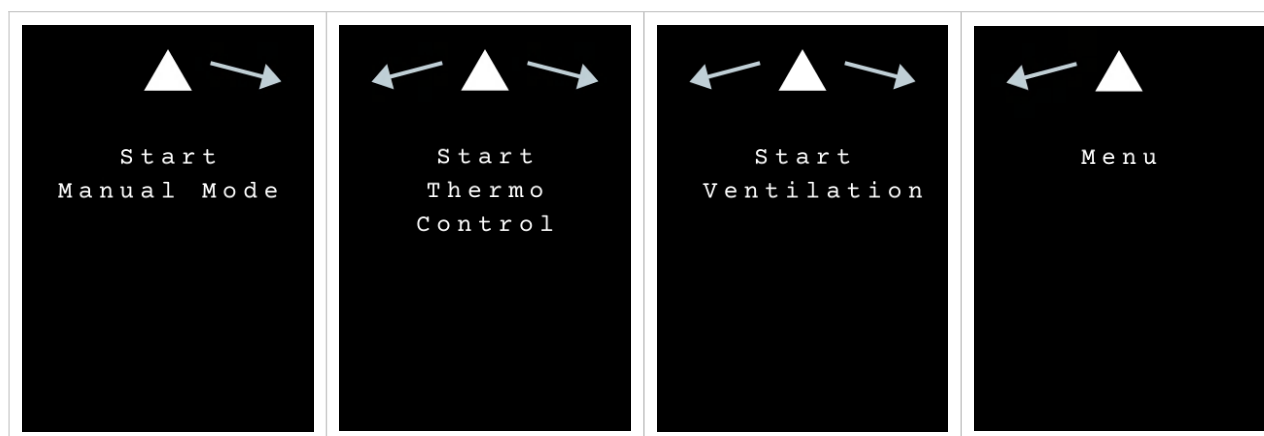 Start
Manual Mode
Start
Thermo
Control
Start
Ventilation
Menu